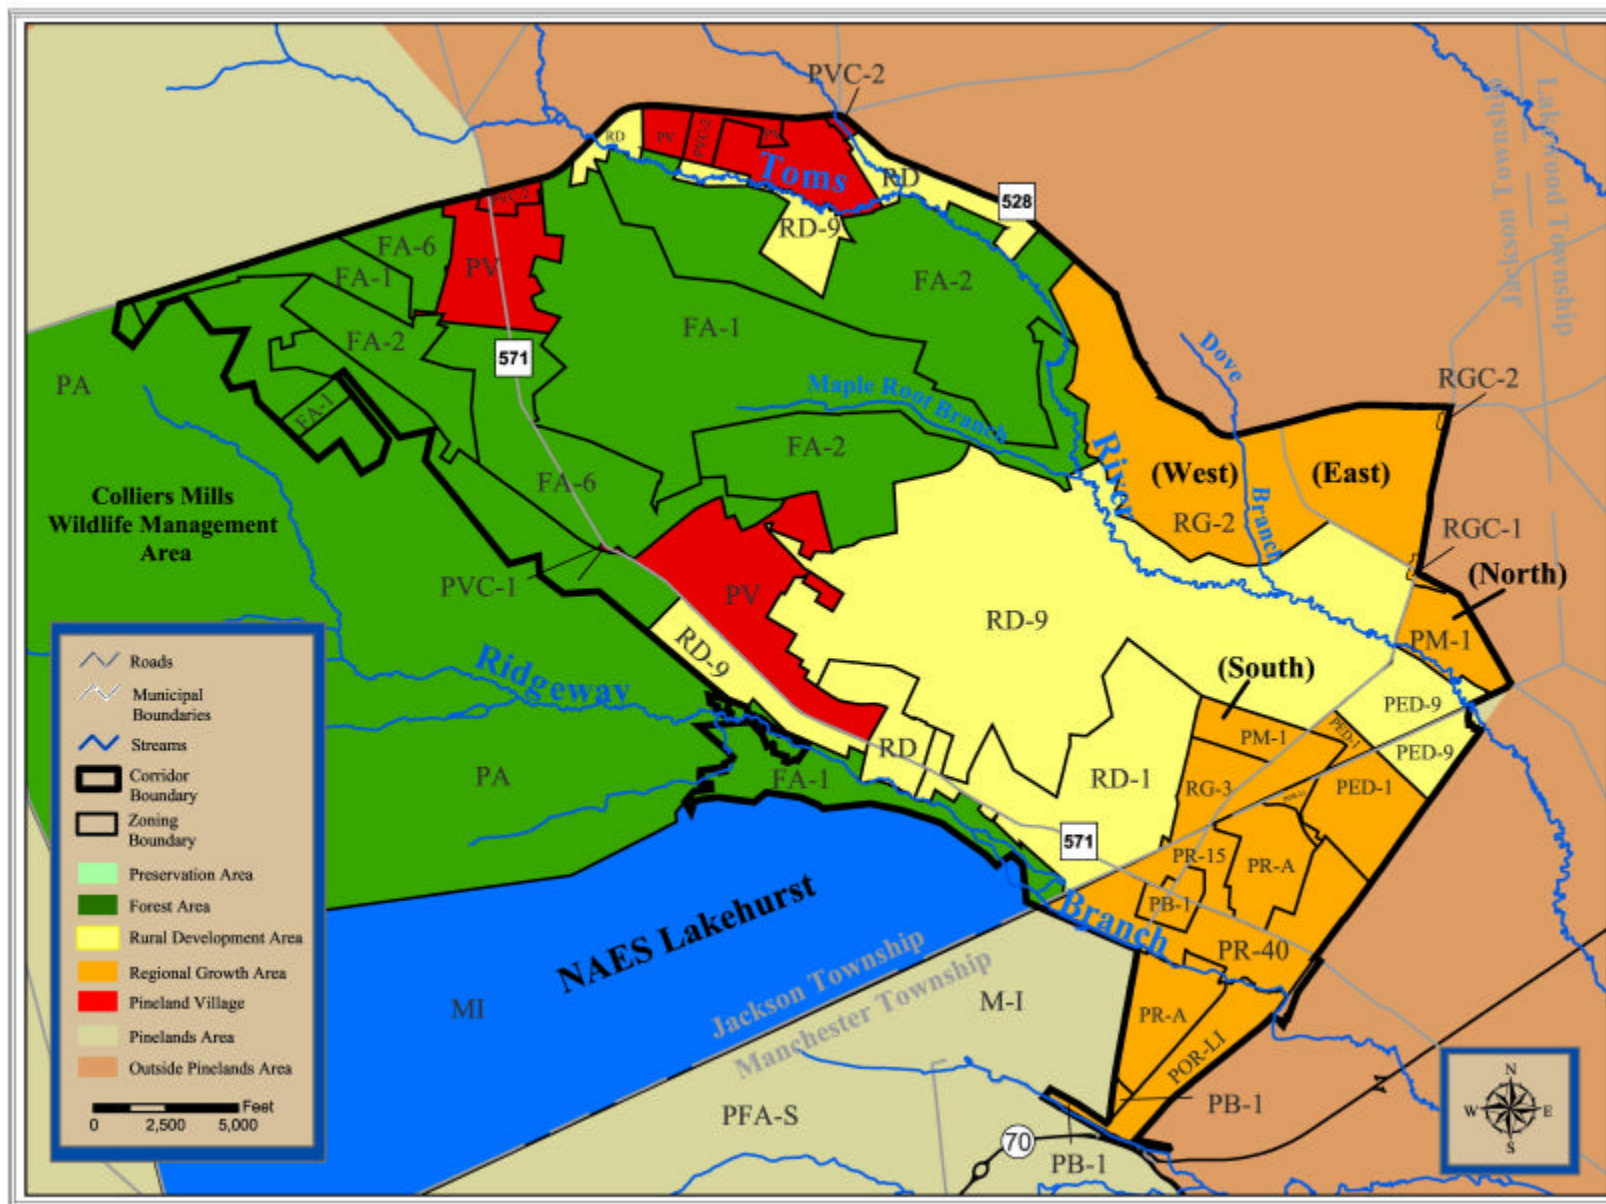 PVC-2
Jackson Township
Lakewood Township
RD
PV
PVC-2
PV
Toms
RD
528
PVC-2
RD-9
FA-6
FA-1
PV
FA-2
FA-1
FA-2
571
PA
Maple Root Branch
Dove
RGC-2
FA-1
FA-2
River
(West)
(East)
FA-6
Branch
RG-2
Colliers Mills
Wildlife Management
Area
RGC-1
PVC-1
(North)
PV
RD-9
PM-1
RD-9
Ridgeway
(South)
PED-9
PM-1
PED-1
PED-9
RD
PA
FA-1
RD-1
RG-3
PED-1
571
PR-15
PR-A
PB-1
Branch
NAES Lakehurst
PR-40
Jackson Township
Manchester Township
MI
M-I
PR-A
POR-LI
PB-1
PFA-S
70
PB-1
Roads
Municipal
Boundaries
Streams
Corridor
Boundary
Zoning
Boundary
Preservation Area
Forest Area
Rural Development Area
Regional Growth Area
Pineland Village
Pinelands Area
Outside Pinelands Area
Feet
0 2,500 5,000
N
W E
S